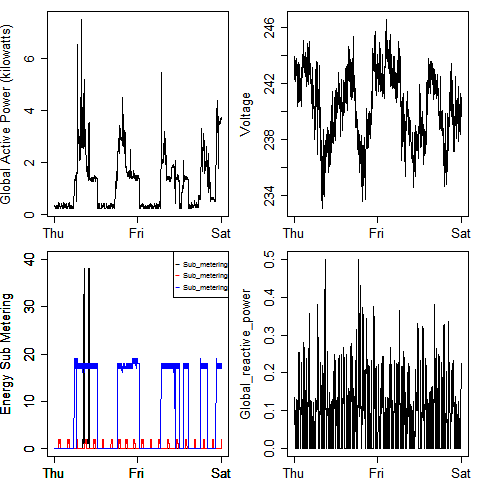 Global Active Power (kilowatts)
0 2 4 6
Thu Fri Sat
Voltage
234 238 242 246
Thu Fri Sat
Energy Sub Metering
0 10 20 30 40
Sub_metering
Sub_metering
Sub_metering
Thu Fri Sat
Global_reactive_power
0.0 0.1 0.2 0.3 0.4 0.5
Thu Fri Sat